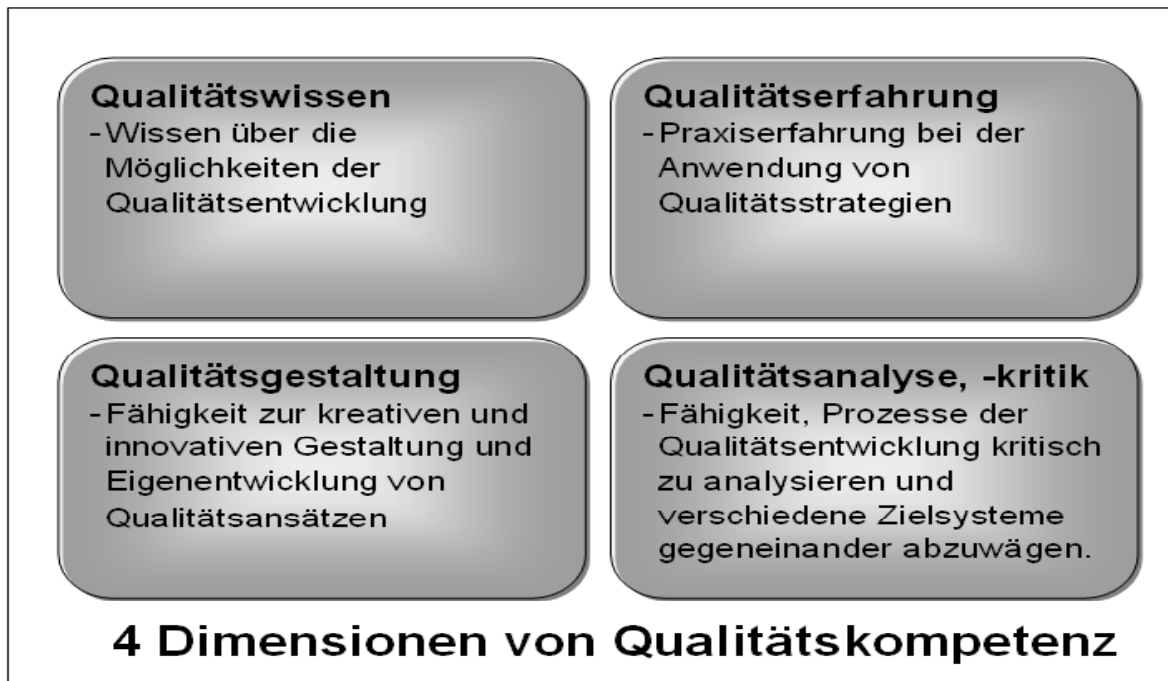 Qualitätswissen
- Wissen über die
Möglichkeiten der
Qualitätsentwicklung
Qualitätserfahrung
- Praxiserfahrung bei der
Anwendung von
Qualitätsstrategien
Qualitätsgestaltung
- Fähigkeit zur kreativen und
innovativen Gestaltung und
Eigenentwicklung von
Qualitätsansätzen
Qualitätsanalyse, -kritik
- Fähigkeit, Prozesse der
Qualitätsentwicklung kritisch
zu analysieren und
verschiedene Zielsysteme
gegeneinander abzuwägen.
4 Dimensionen von Qualitätskompetenz